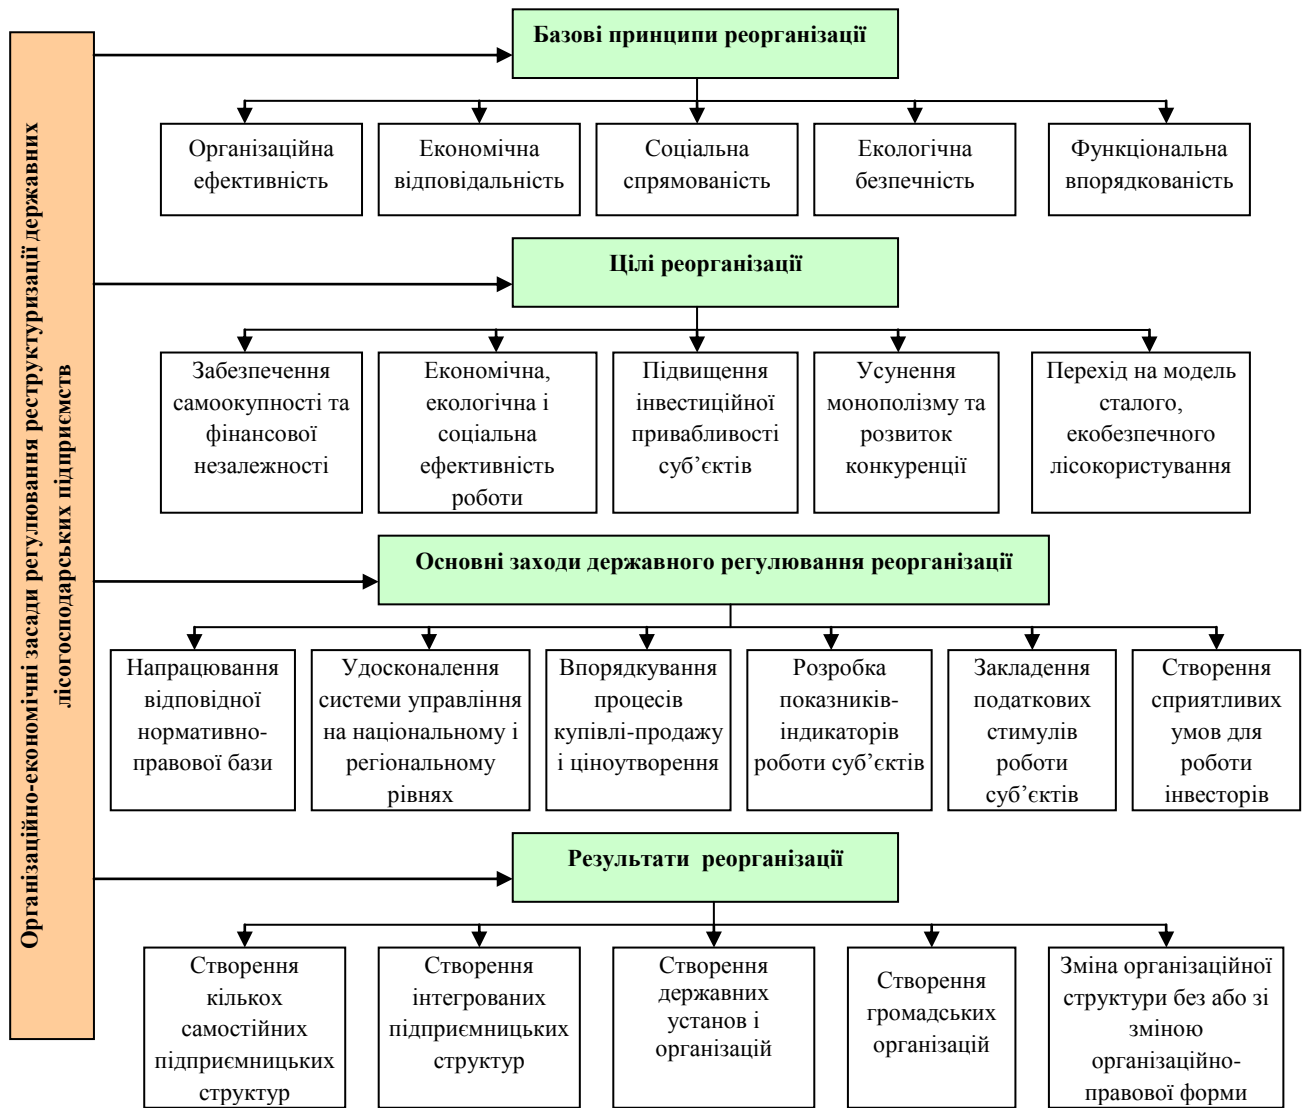 Організаційно-економічні засади регулювання реструктуризації державних
лісогосподарських підприємств
Базові принципи реорганізації
Організаційна
ефективність
Економічна
відповідальність
Соціальна
спрямованість
Екологічна
безпечність
Функціональна
впорядкованість
Цілі реорганізації
Забезпечення
самоокупності та
фінансової
незалежності
Економічна,
екологічна і
соціальна
ефективність
роботи
Підвищення
інвестиційної
привабливості
суб’єктів
Усунення
монополізму та
розвиток
конкуренції
Перехід на модель
сталого,
екобезпечного
лісокористування
Основні заходи державного регулювання реорганізації
Напрацювання
відповідної
нормативно-
правової бази
Удосконалення
системи управління
на національному і
регіональному
рівнях
Впорядкування
процесів
купівлі-продажу
і ціноутворення
Розробка
показників-
індикаторів
роботи суб’єктів
Закладення
податкових
стимулів
роботи
суб’єктів
Створення
сприятливих
умов для
роботи
інвесторів
Результати реорганізації
Створення
кількох
самостійних
підприємницьких
структур
Створення
інтегрованих
підприємницьких
структур
Створення
державних
установ і
організацій
Створення
громадських
організацій
Зміна організаційної
структури без або зі
зміною
організаційно-
правової форми